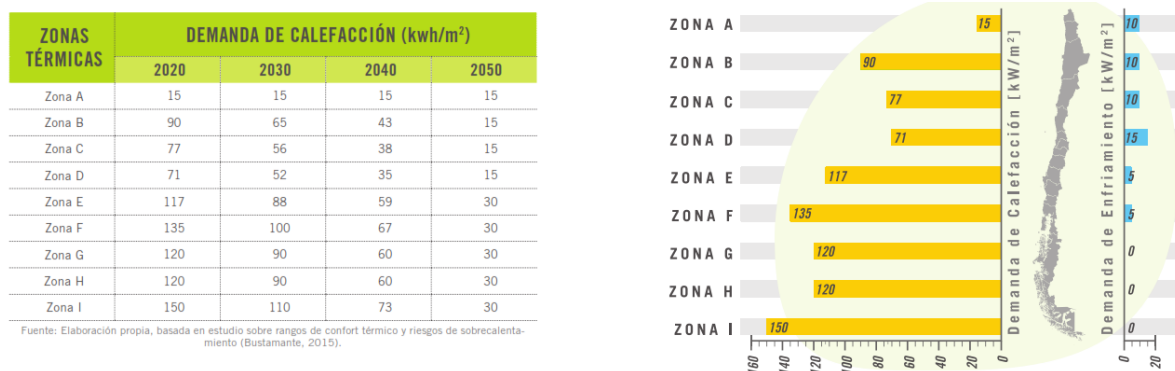 ZONAS TÉRMICAS
DEMANDA DE CALEFACCIÓN (kwh/m²)
2020 2030 2040 2050
Zona A 15 15 15 15
Zona B 90 65 43 15
Zona C 77 56 38 15
Zona D 71 52 35 15
Zona E 117 88 59 30
Zona F 135 100 67 30
Zona G 120 90 60 30
Zona H 120 90 60 30
Zona I 150 110 73 30
Fuente: Elaboración propia, basada en estudio sobre rangos de confort térmico y riesgos de sobrecalenta-
miento (Bustamante, 2015).
ZONA A 15 10
ZONA B 90 10
ZONA C 77 10
ZONA D 71 15
ZONA E 117 5
ZONA F 135 5
ZONA G 120 0
ZONA H 120 0
ZONA I 150 0
Demanda de Calefacción [kW/m²]
Demanda de Enfriamiento [kW/m²]
160 140 120 100 80 60 40 20 0
0 20